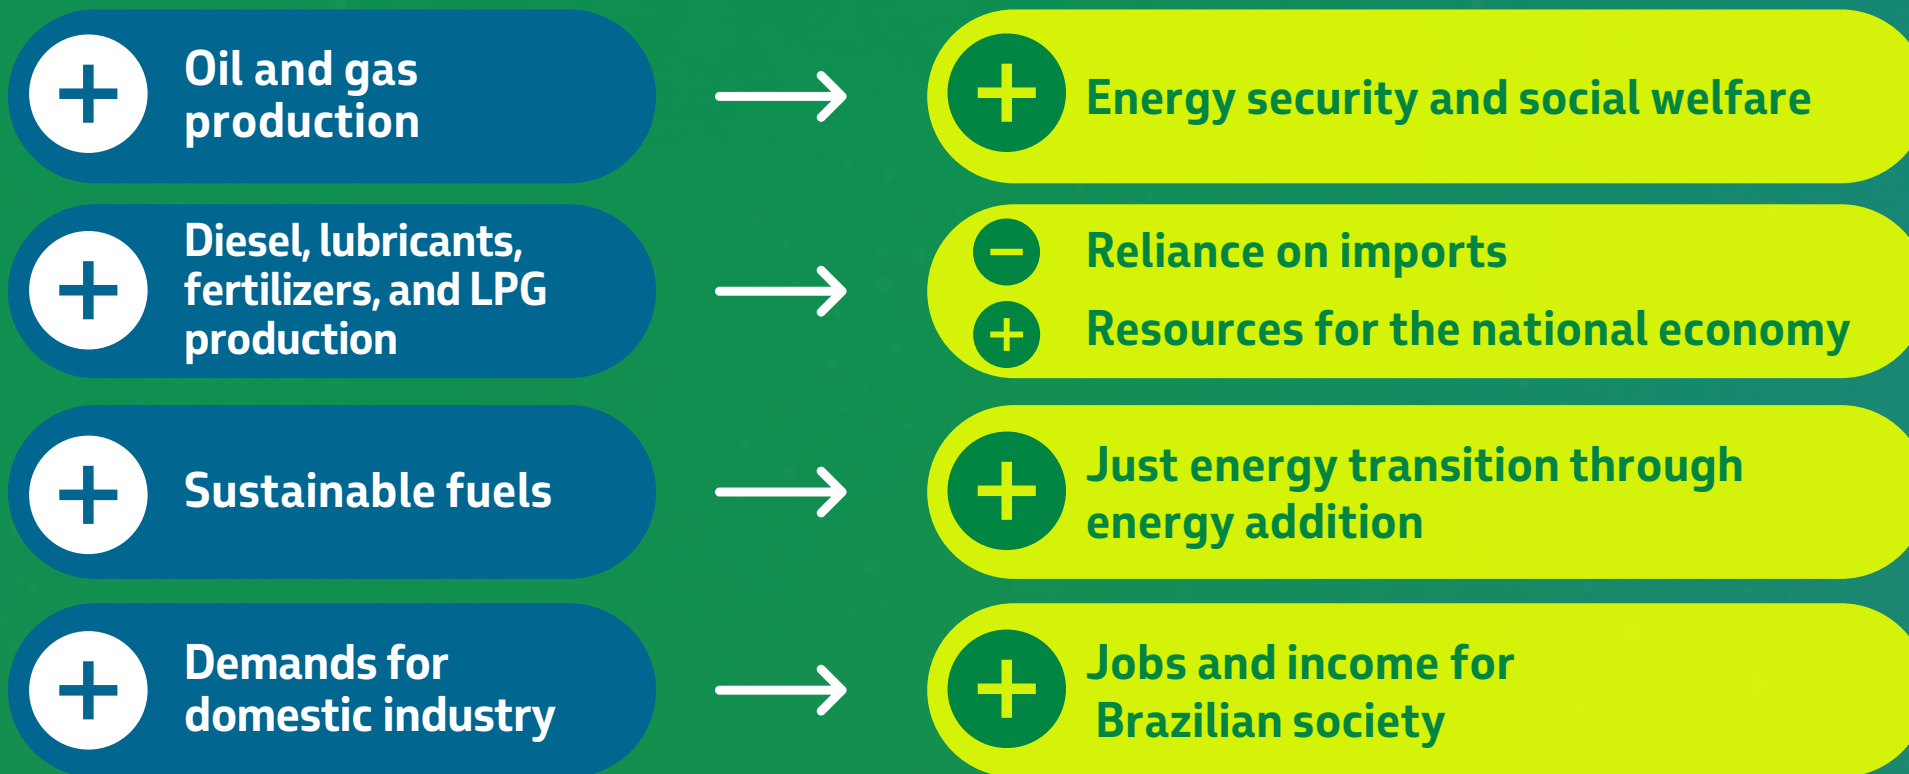 Oil and gas
production
Energy security and social welfare
Diesel, lubricants,
fertilizers, and LPG
production
Reliance on imports
Resources for the national economy
Sustainable fuels
Just energy transition through
energy addition
Demands for
domestic industry
Jobs and income for
Brazilian society